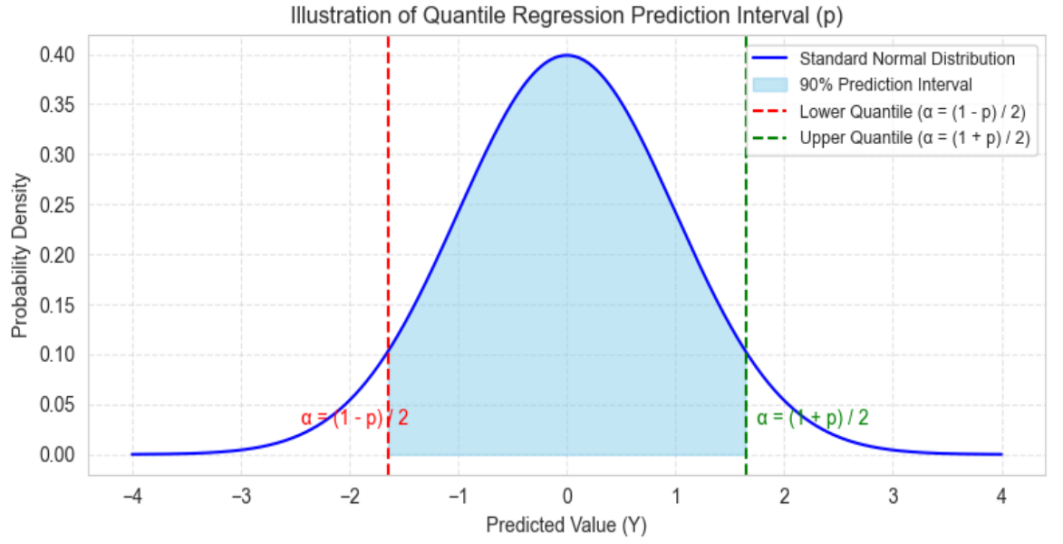 Illustration of Quantile Regression Prediction Interval (p)
Standard Normal Distribution
90% Prediction Interval
Lower Quantile (α = (1 - p) / 2)
Upper Quantile (α = (1 + p) / 2)
Probability Density
0.40
0.35
0.30
0.25
0.20
0.15
0.10
0.05
0.00
α = (1 - p) / 2
α = (1 + p) / 2
−4 −3 −2 −1 0 1 2 3 4
Predicted Value (Y)